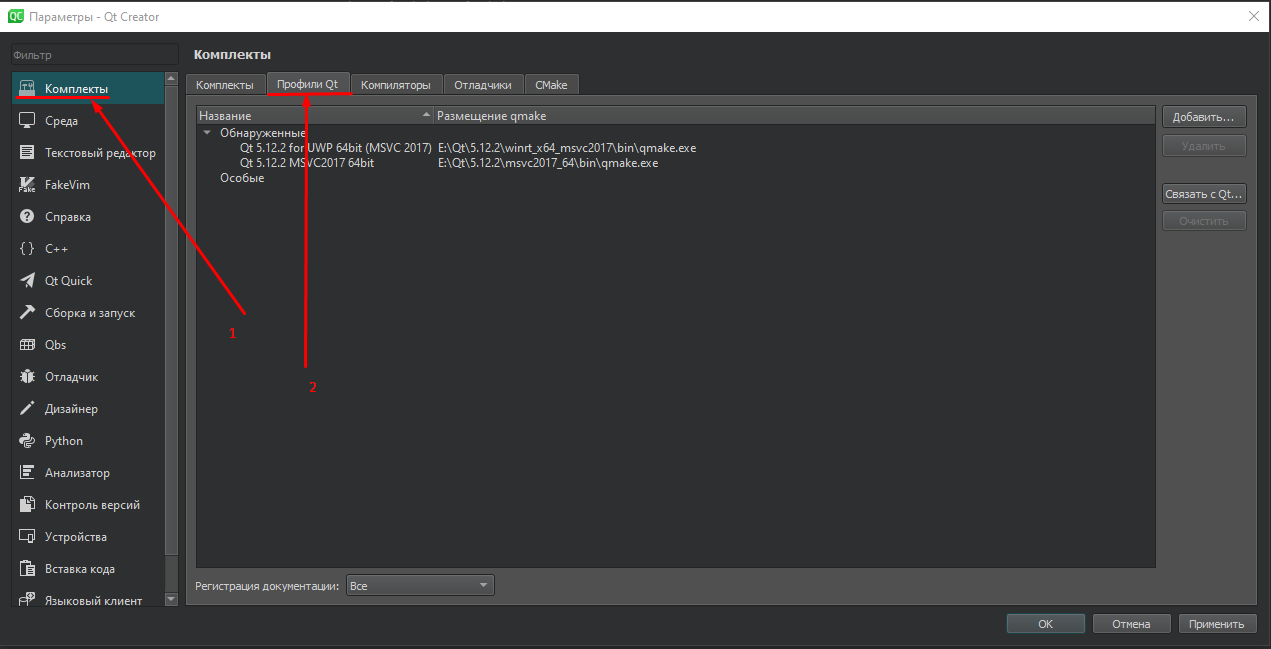 Параметры - Qt Creator
Фильтр
Комплекты
Среда
Текстовый редактор
FakeVim
Справка
C++
Qt Quick
Сборка и запуск
Qbs
Отладчик
Дизайнер
Python
Анализатор
Контроль версий
Устройства
Вставка кода
Языковый клиент
Комплекты
Комплекты Профили Qt Компиляторы Отладчики CMake
Название Размещение qmake
Обнаруженные
Qt 5.12.2 for UWP 64bit (MSVC 2017) E:\Qt\5.12.2\winrt_x64_msvc2017\bin\qmake.exe
Qt 5.12.2 MSVC2017 64bit E:\Qt\5.12.2\msvc2017_64\bin\qmake.exe
Особые
1
2
Добавить...
Удалить
Связать с Qt...
Очистить
Регистрация документации: Все
OK Отмена Применить